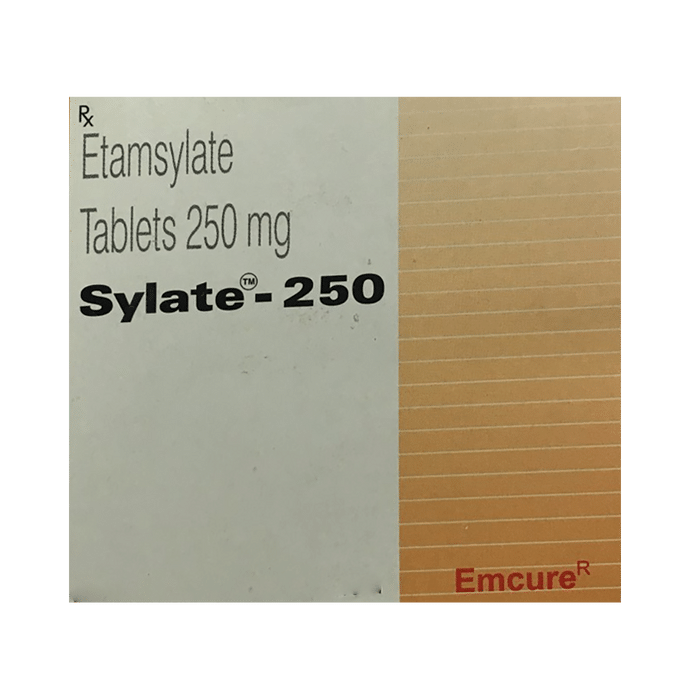 Rx
Etamsylate
Tablets 250 mg
Sylate™-250
Emcure R